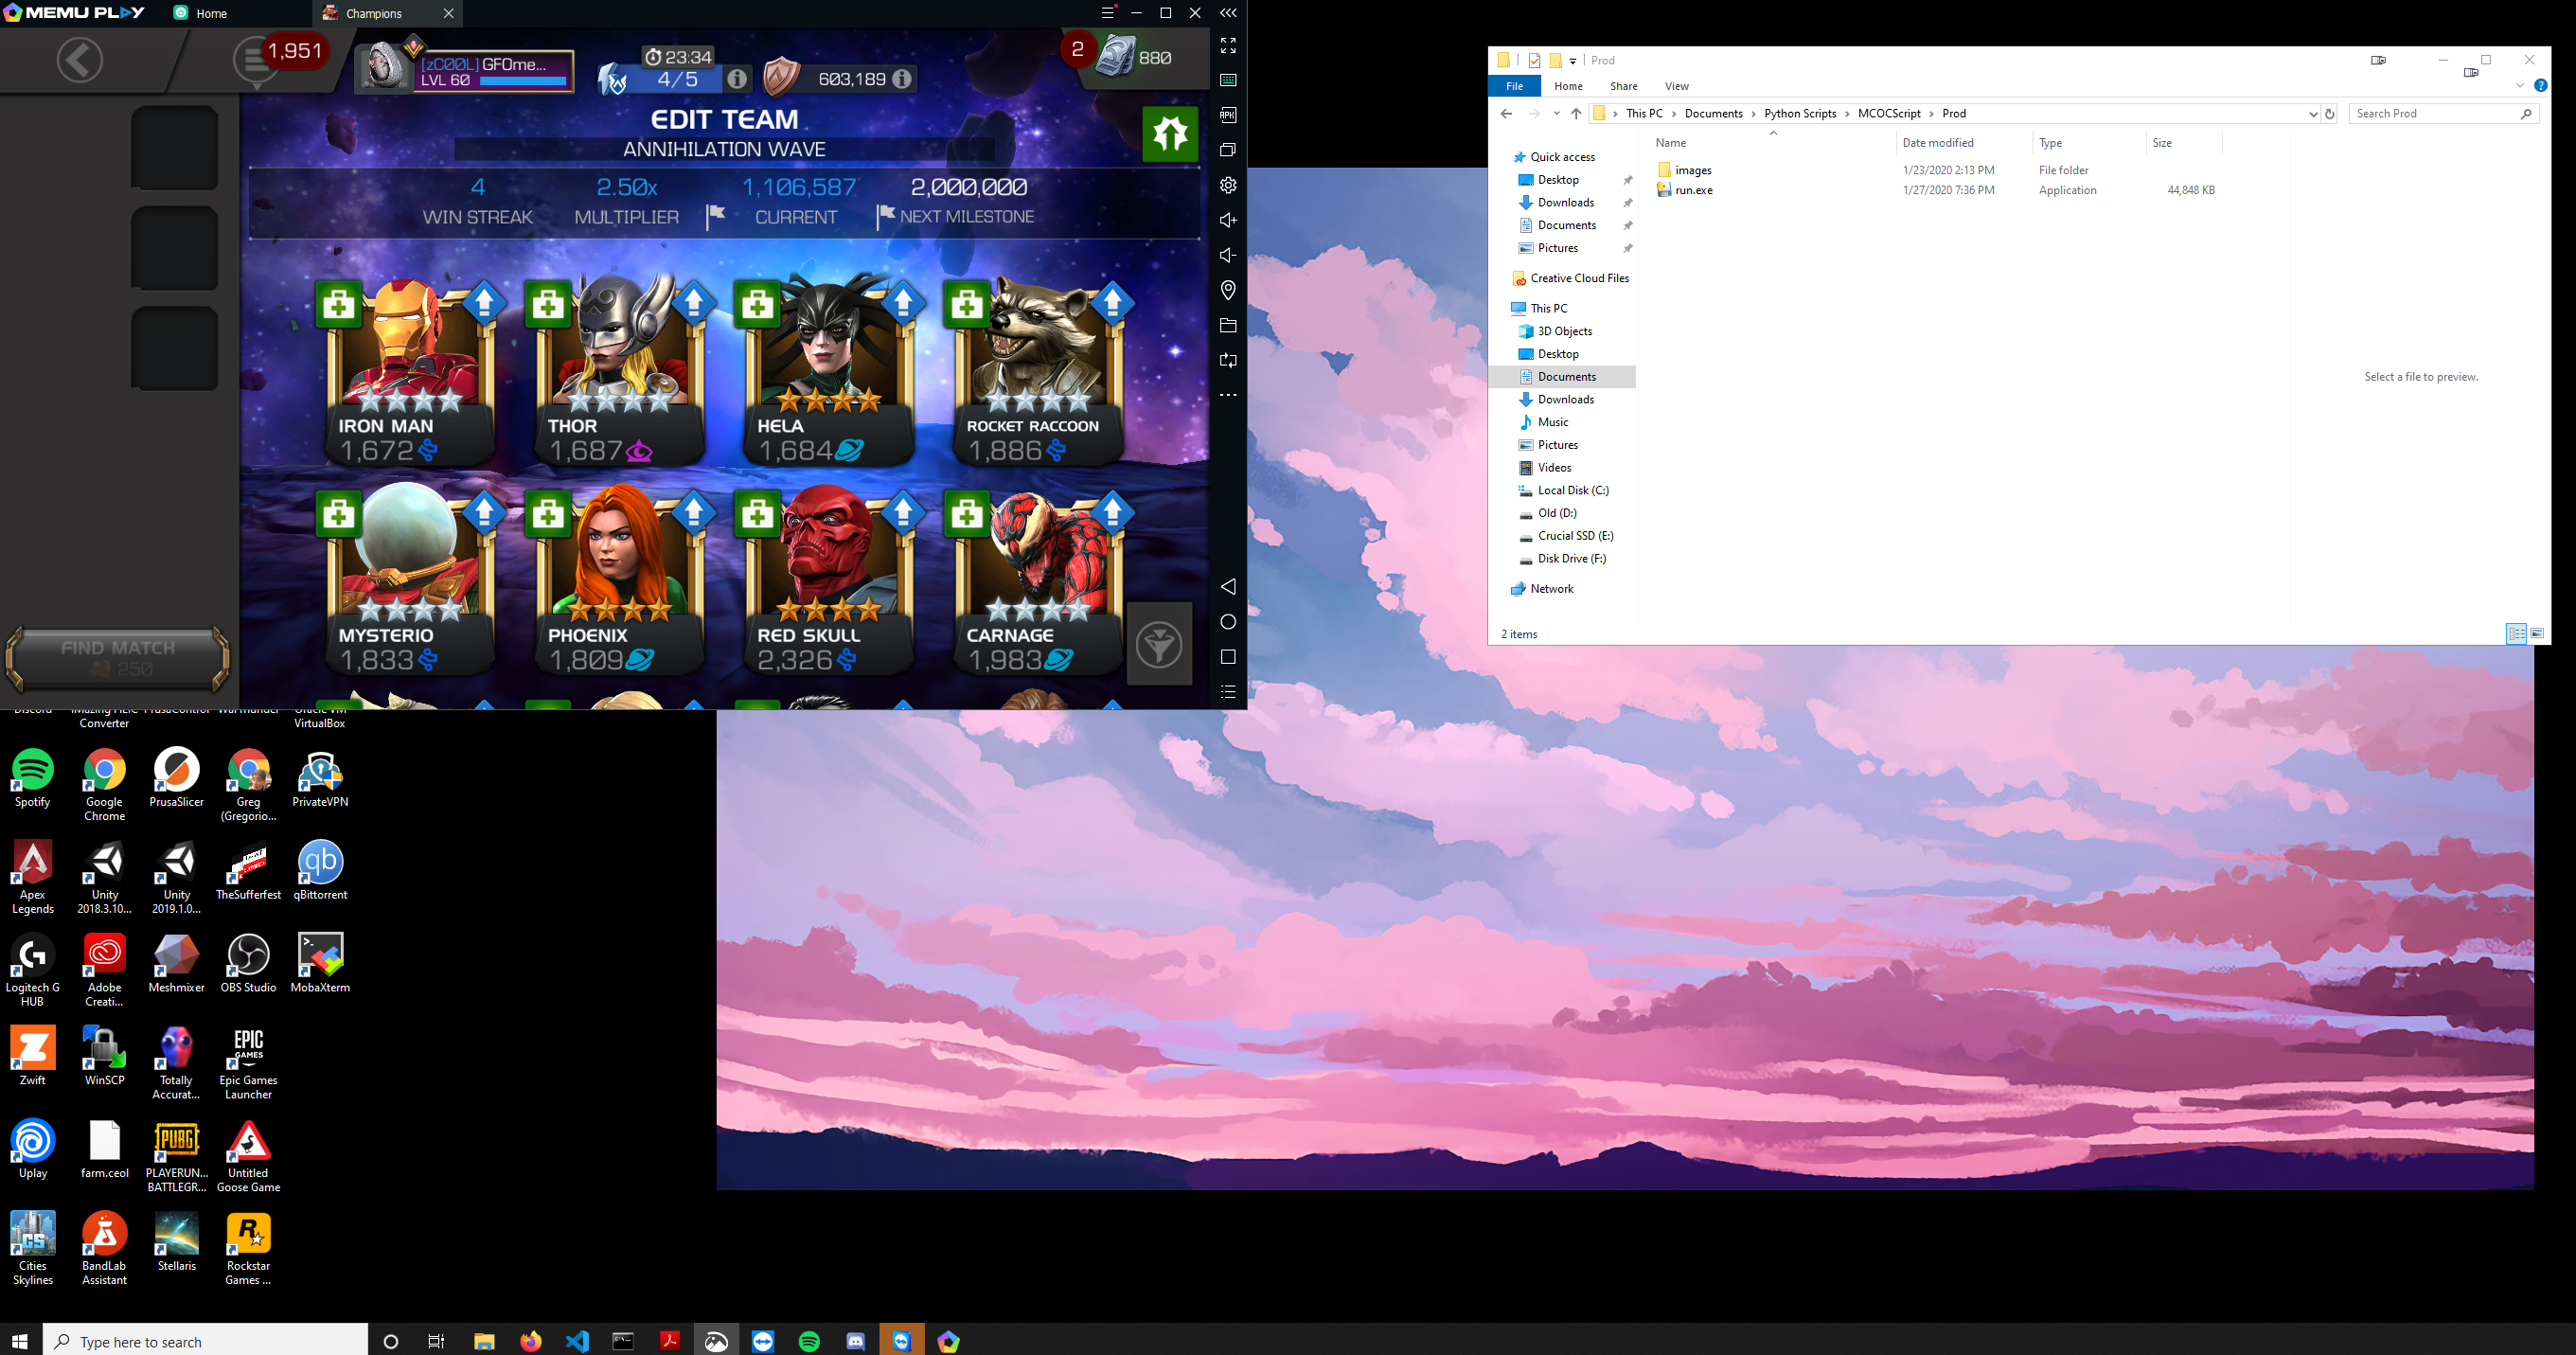 MEMU PLAY
Home
Champions
1,951
[zC00L] GFOme...
LVL 60
23:34
4/5
603,189
2
880
EDIT TEAM
ANNIHILATION WAVE
4
2.50x
1,106,587
2,000,000
WIN STREAK
MULTIPLIER
CURRENT
NEXT MILESTONE
IRON MAN
1,672
THOR
1,687
HELA
1,684
ROCKET RACCOON
1,886
MYSTERIO
1,833
PHOENIX
1,809
RED SKULL
2,326
CARNAGE
1,983
FIND MATCH
250
APK
Prod
File
Home
Share
View
This PC
Documents
Python Scripts
MCOCScript
Prod
Search Prod
Name
Date modified
Type
Size
images
1/23/2020 2:13 PM
File folder
run.exe
1/27/2020 7:36 PM
Application
44,848 KB
Quick access
Desktop
Downloads
Documents
Pictures
Creative Cloud Files
This PC
3D Objects
Desktop
Documents
Downloads
Music
Pictures
Videos
Local Disk (C:)
Old (D:)
Crucial SSD (E:)
Disk Drive (F:)
Network
Select a file to preview.
2 items
Converter
VirtualBox
Spotify
Google
Chrome
PrusaSlicer
Greg
(Gregorio...
PrivateVPN
Apex
Legends
Unity
2018.3.10...
Unity
2019.1.0...
TheSufferfest
qb
qBittorrent
Logitech G
HUB
Adobe
Creati...
Meshmixer
OBS Studio
MobaXterm
Zwift
WinSCP
Totally
Accurat...
EPIC
GAMES
Epic Games
Launcher
Uplay
farm.ceol
PUBG
PLAYERUN...
BATTLEGR...
Untitled
Goose Game
CS
Cities
Skylines
BandLab
Assistant
Stellaris
Rockstar
Games ...
Type here to search